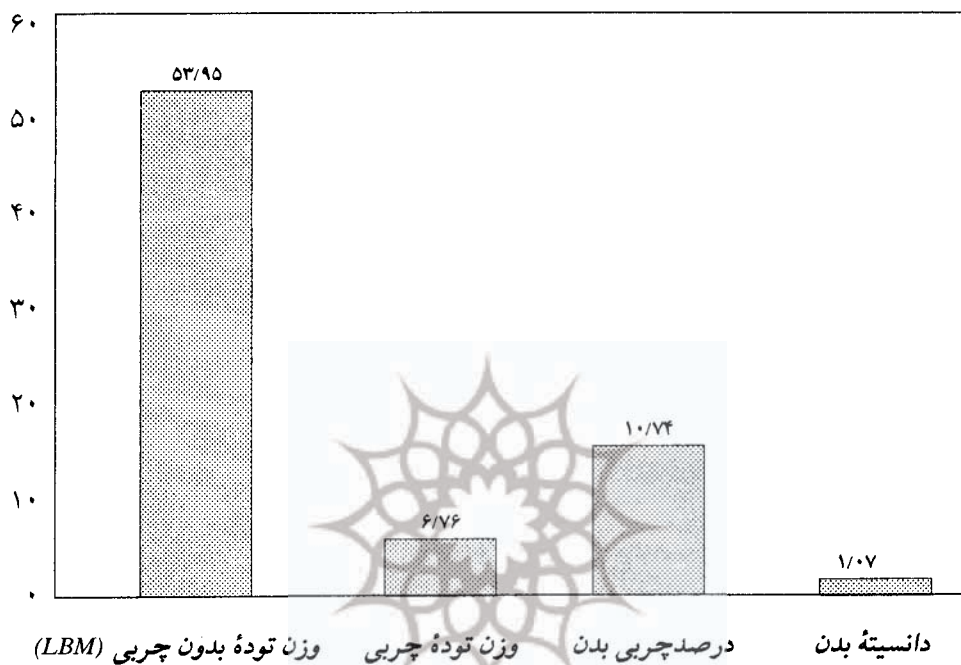 ۶۰
۵۰
۴۰
۳۰
۲۰
۱۰
۰
۵۳/۹۵
۶/۷۶
۱۰/۷۴
۱/۰۷
وزن تودهٔ بدون چربی (LBM)
وزن تودهٔ چربی
درصدچربی بدن
دانسیتهٔ بدن